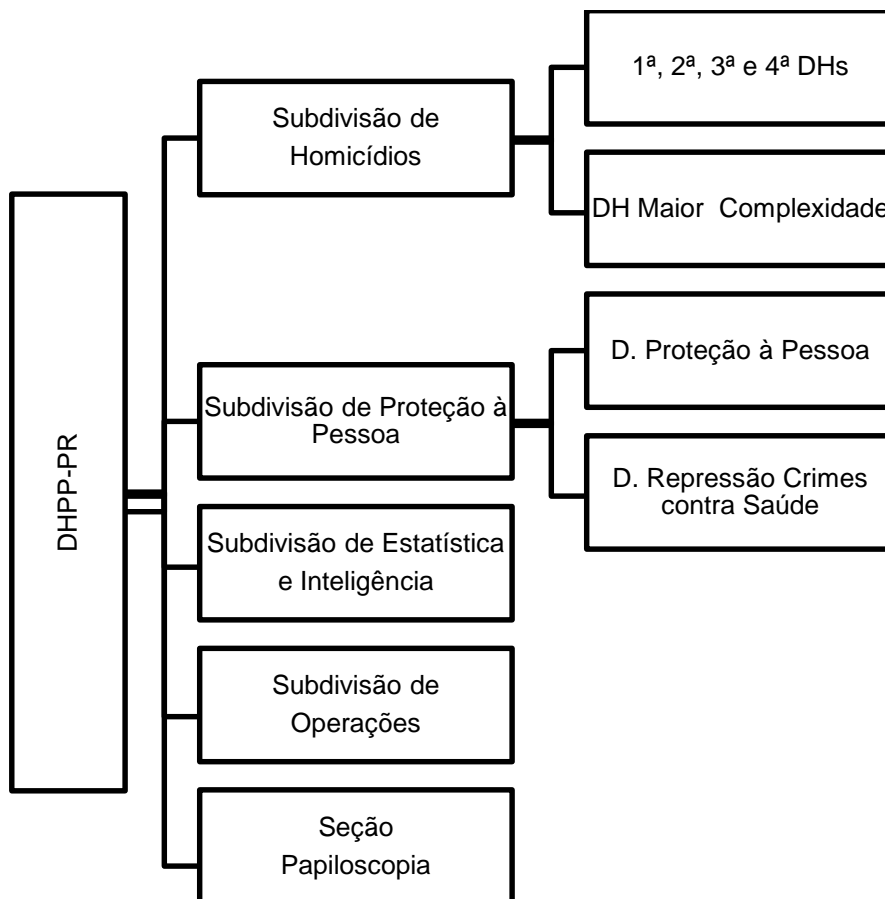 DHPP-PR
Subdivisão de
Homicídios
1ª, 2ª, 3ª e 4ª DHs
DH Maior Complexidade
Subdivisão de Proteção à
Pessoa
D. Proteção à Pessoa
D. Repressão Crimes
contra Saúde
Subdivisão de Estatística
e Inteligência
Subdivisão de
Operações
Seção
Papiloscopia